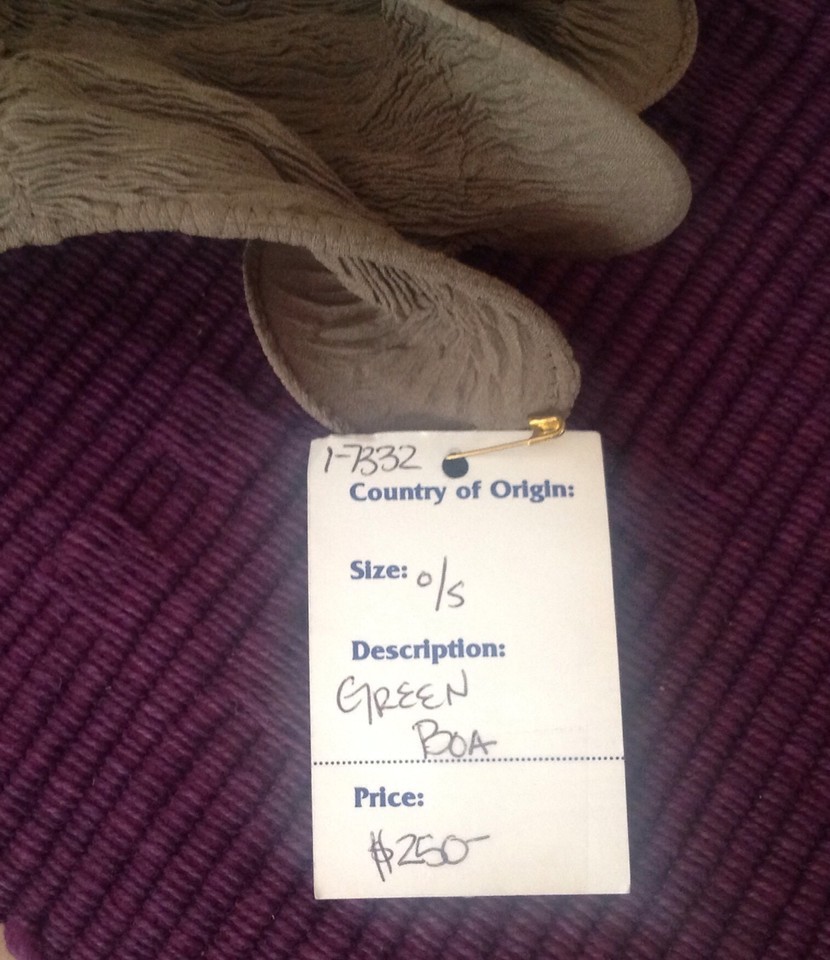 1-7332
Country of Origin:
Size: o/s
Description:
GREEN
BOA
Price:
$250-